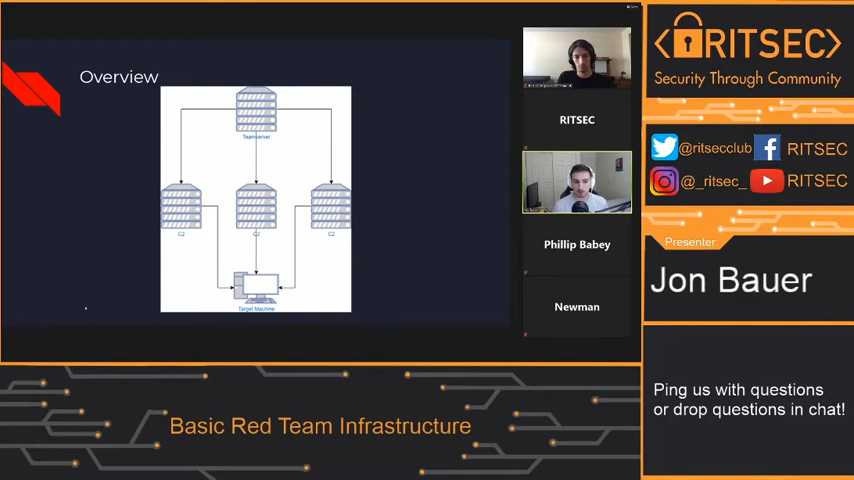 Overview
Teamserver
C2
C2
C2
Target Machine
RITSEC
Phillip Babey
Newman
<RITSEC>
Security Through Community
@ritsecclub
RITSEC
@_ritsec_
RITSEC
Presenter:
Jon Bauer
Ping us with questions
or drop questions in chat!
Basic Red Team Infrastructure